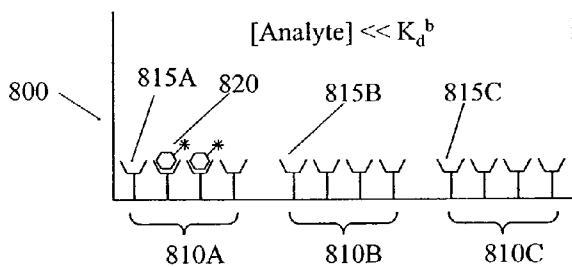 [Analyte] << K_d^b
815A 820 815B 815C
800
* *
810A 810B 810C